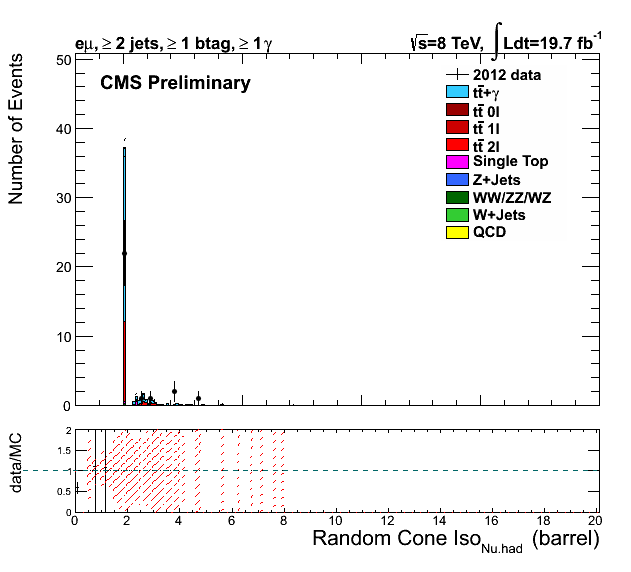 eμ, ≥ 2 jets, ≥ 1 btag, ≥ 1 γ √s=8 TeV, ∫ Ldt=19.7 fb⁻¹
CMS Preliminary
Number of Events
50
40
30
20
10
0
2012 data
tt̄+γ
tt̄ 0l
tt̄ 1l
tt̄ 2l
Single Top
Z+Jets
WW/ZZ/WZ
W+Jets
QCD
data/MC
2
1.5
1
0.5
0
0 2 4 6 8 10 12 14 16 18 20
Random Cone Iso_Nu.had (barrel)